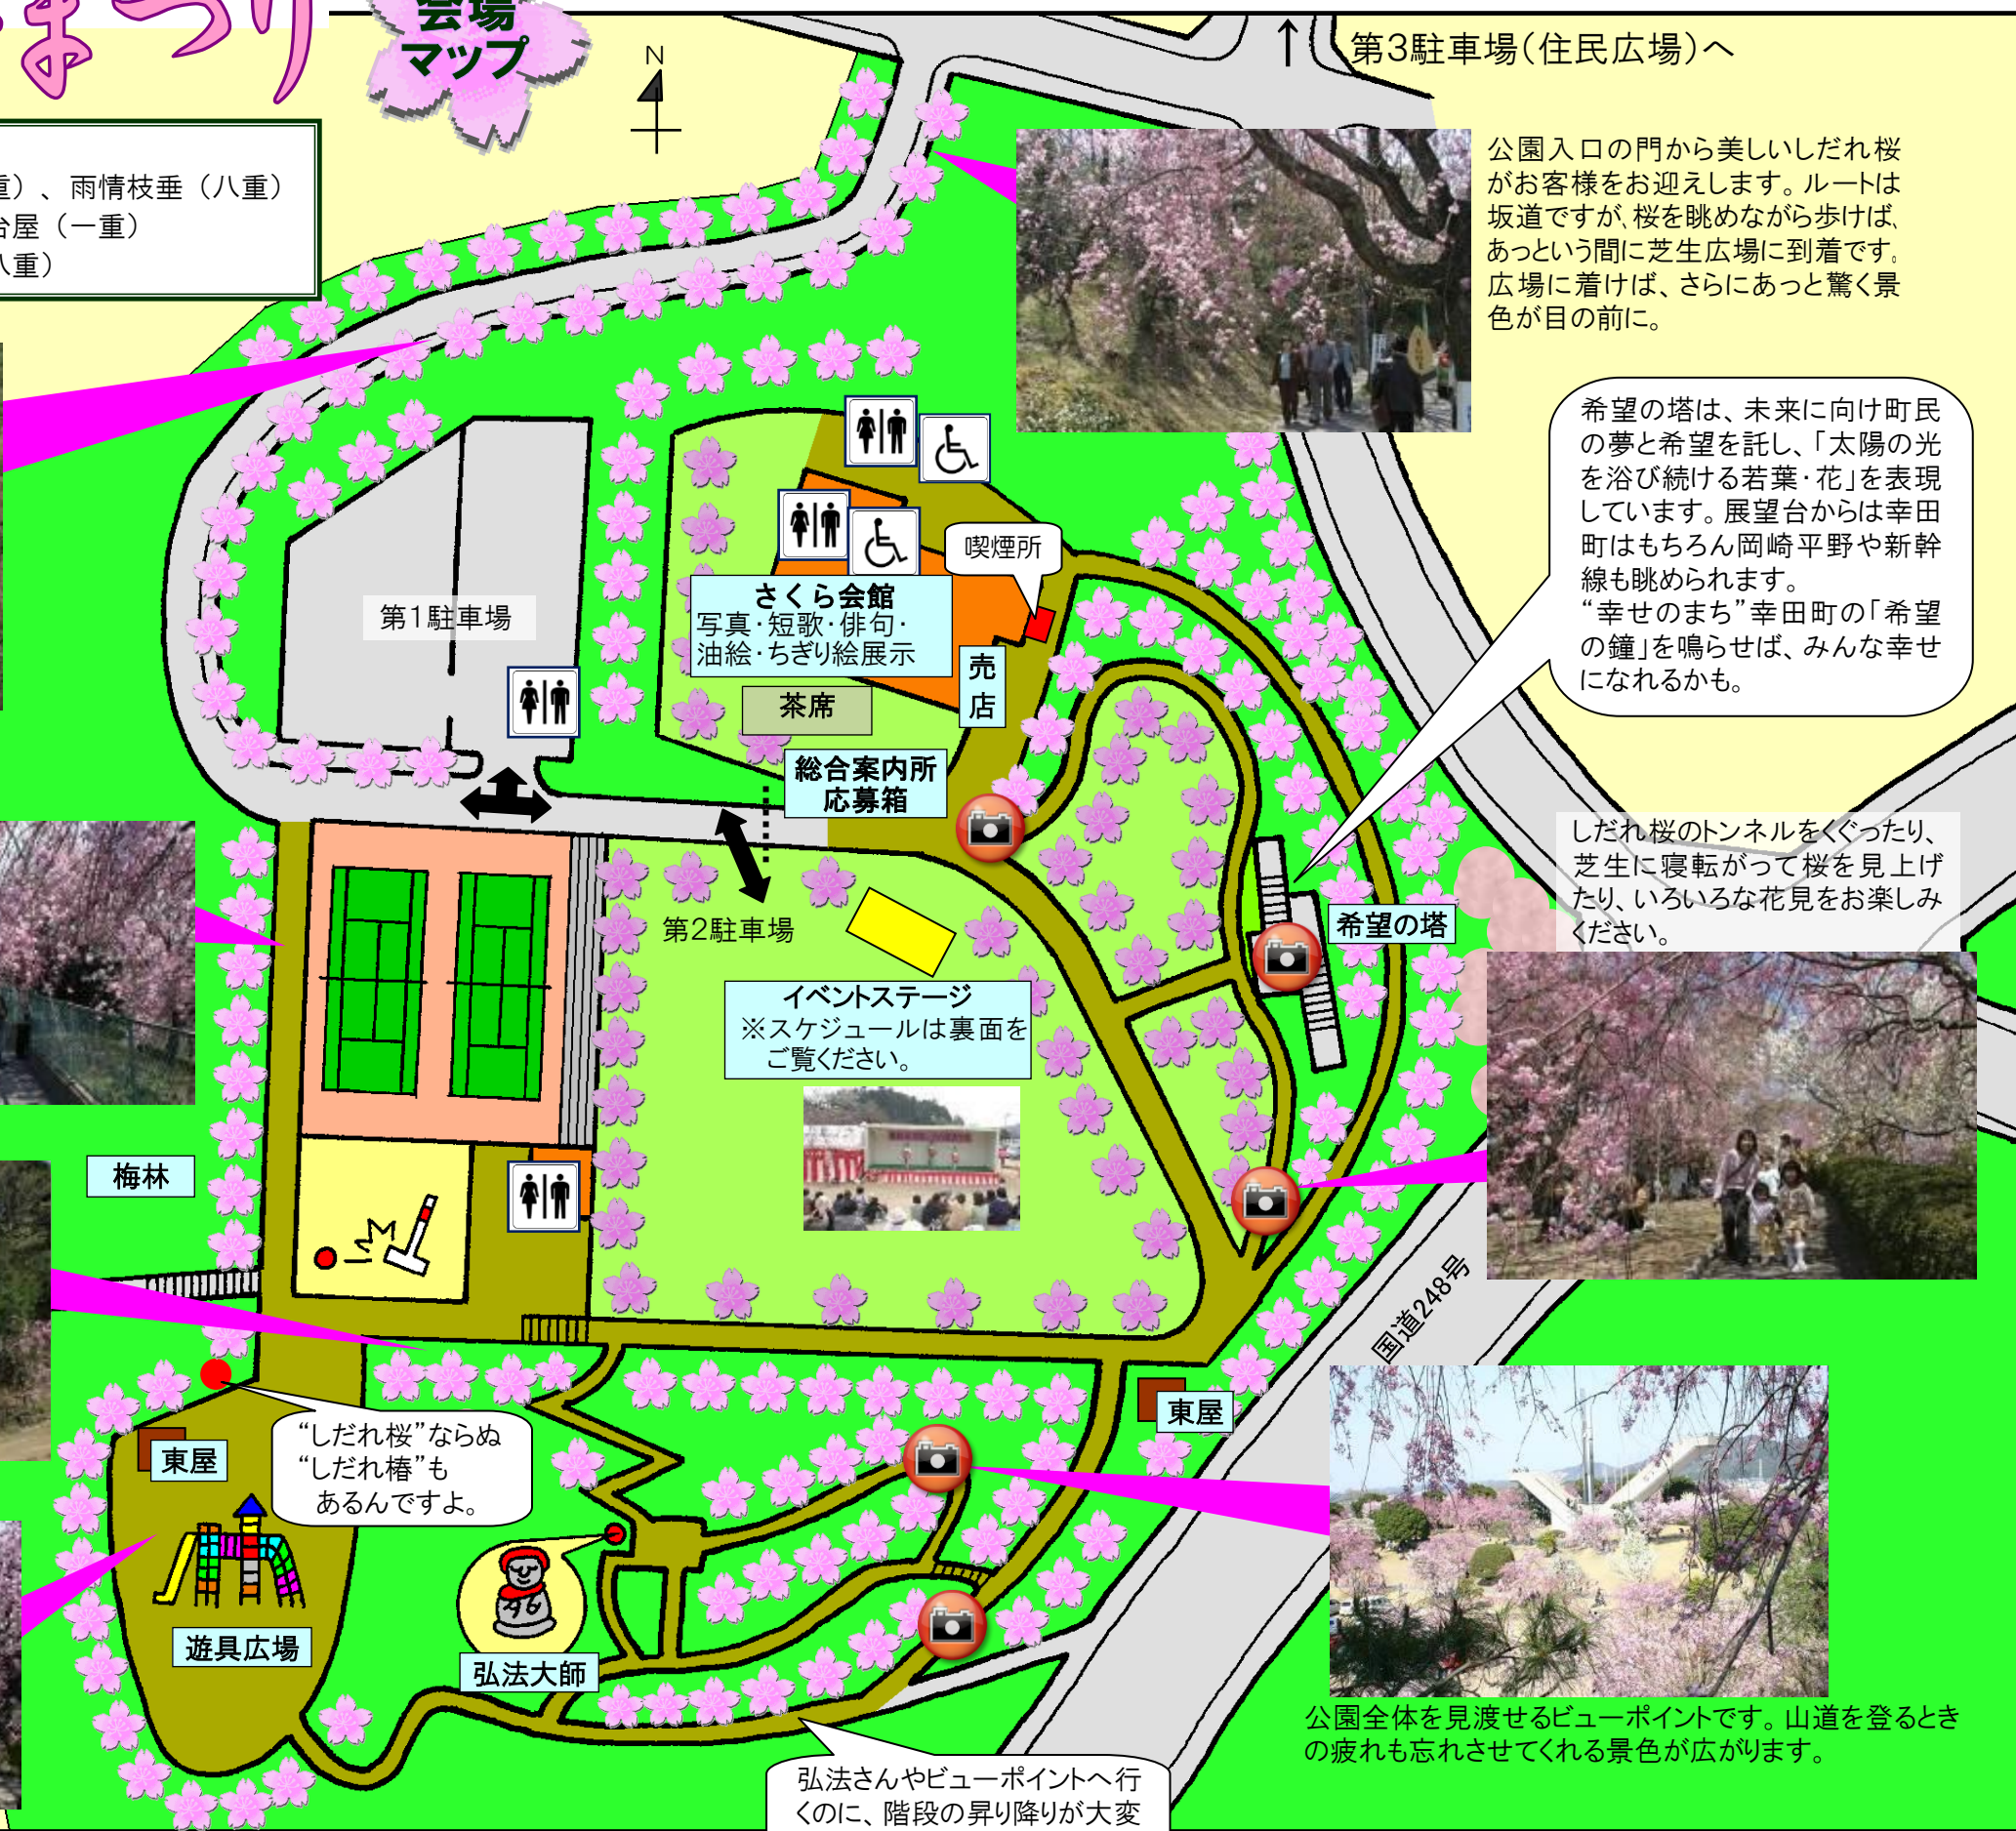 まつり
会場
マップ
N
↑ 第3駐車場(住民広場)へ
重)、雨情枝垂(八重)
台屋(一重)
八重)
公園入口の門から美しいしだれ桜
がお客様をお迎えします。ルートは
坂道ですが、桜を眺めながら歩けば、
あっという間に芝生広場に到着です。
広場に着けば、さらにあっと驚く景
色が目の前に。
希望の塔は、未来に向け町民
の夢と希望を託し、「太陽の光
を浴び続ける若葉・花」を表現
しています。展望台からは幸田
町はもちろん岡崎平野や新幹
線も眺められます。
“幸せのまち”幸田町の「希望
の鐘」を鳴らせば、みんな幸せ
になれるかも。
喫煙所
第1駐車場
さくら会館
写真・短歌・俳句・
油絵・ちぎり絵展示
売
店
茶席
総合案内所
応募箱
第2駐車場
しだれ桜のトンネルをくぐったり、
芝生に寝転がって桜を見上げ
たり、いろいろな花見をお楽しみ
ください。
希望の塔
イベントステージ
※スケジュールは裏面を
ご覧ください。
梅林
国道248号
東屋
“しだれ桜”ならぬ
“しだれ椿”も
あるんですよ。
東屋
遊具広場
弘法大師
公園全体を見渡せるビューポイントです。山道を登るとき
の疲れも忘れさせてくれる景色が広がります。
弘法さんやビューポイントへ行
くのに、階段の昇り降りが大変